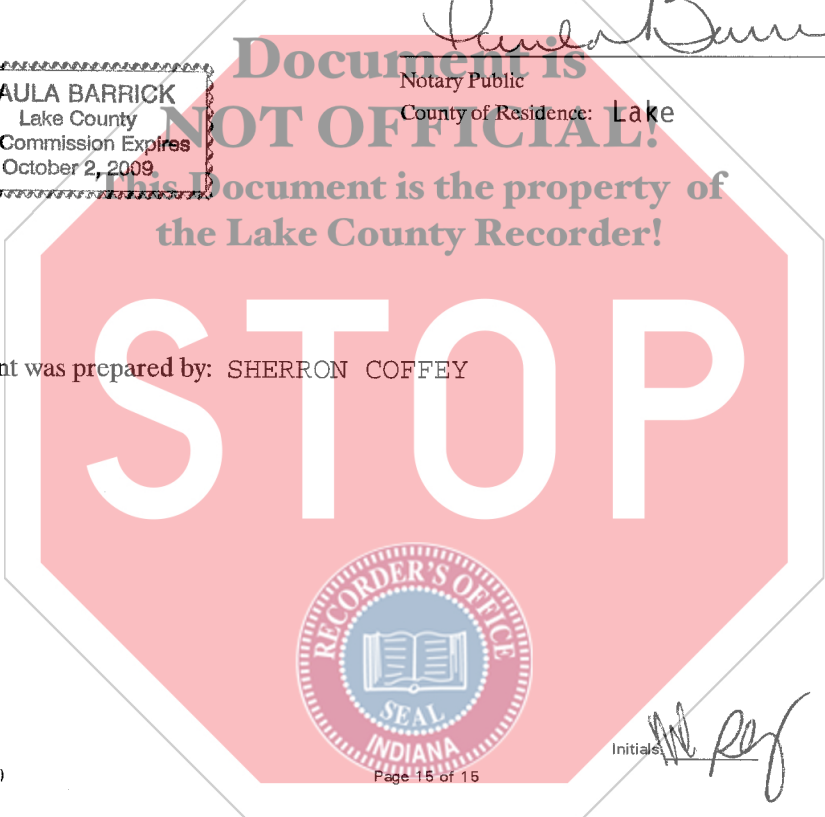 Document is
Notary Public
AULA BARRICK
Lake County
Commission Expires
October 2, 2009
County of Residence: Lake
NOT OFFICIAL!
This Document is the property of
the Lake County Recorder!
STOP
nt was prepared by: SHERRON COFFEY
RECORDER'S OFFICE
SEAL
INDIANA
Initials:
)
Page 15 of 15